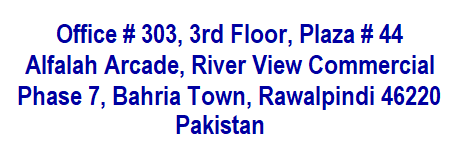 Office # 303, 3rd Floor, Plaza # 44
Alfalah Arcade, River View Commercial
Phase 7, Bahria Town, Rawalpindi 46220
Pakistan